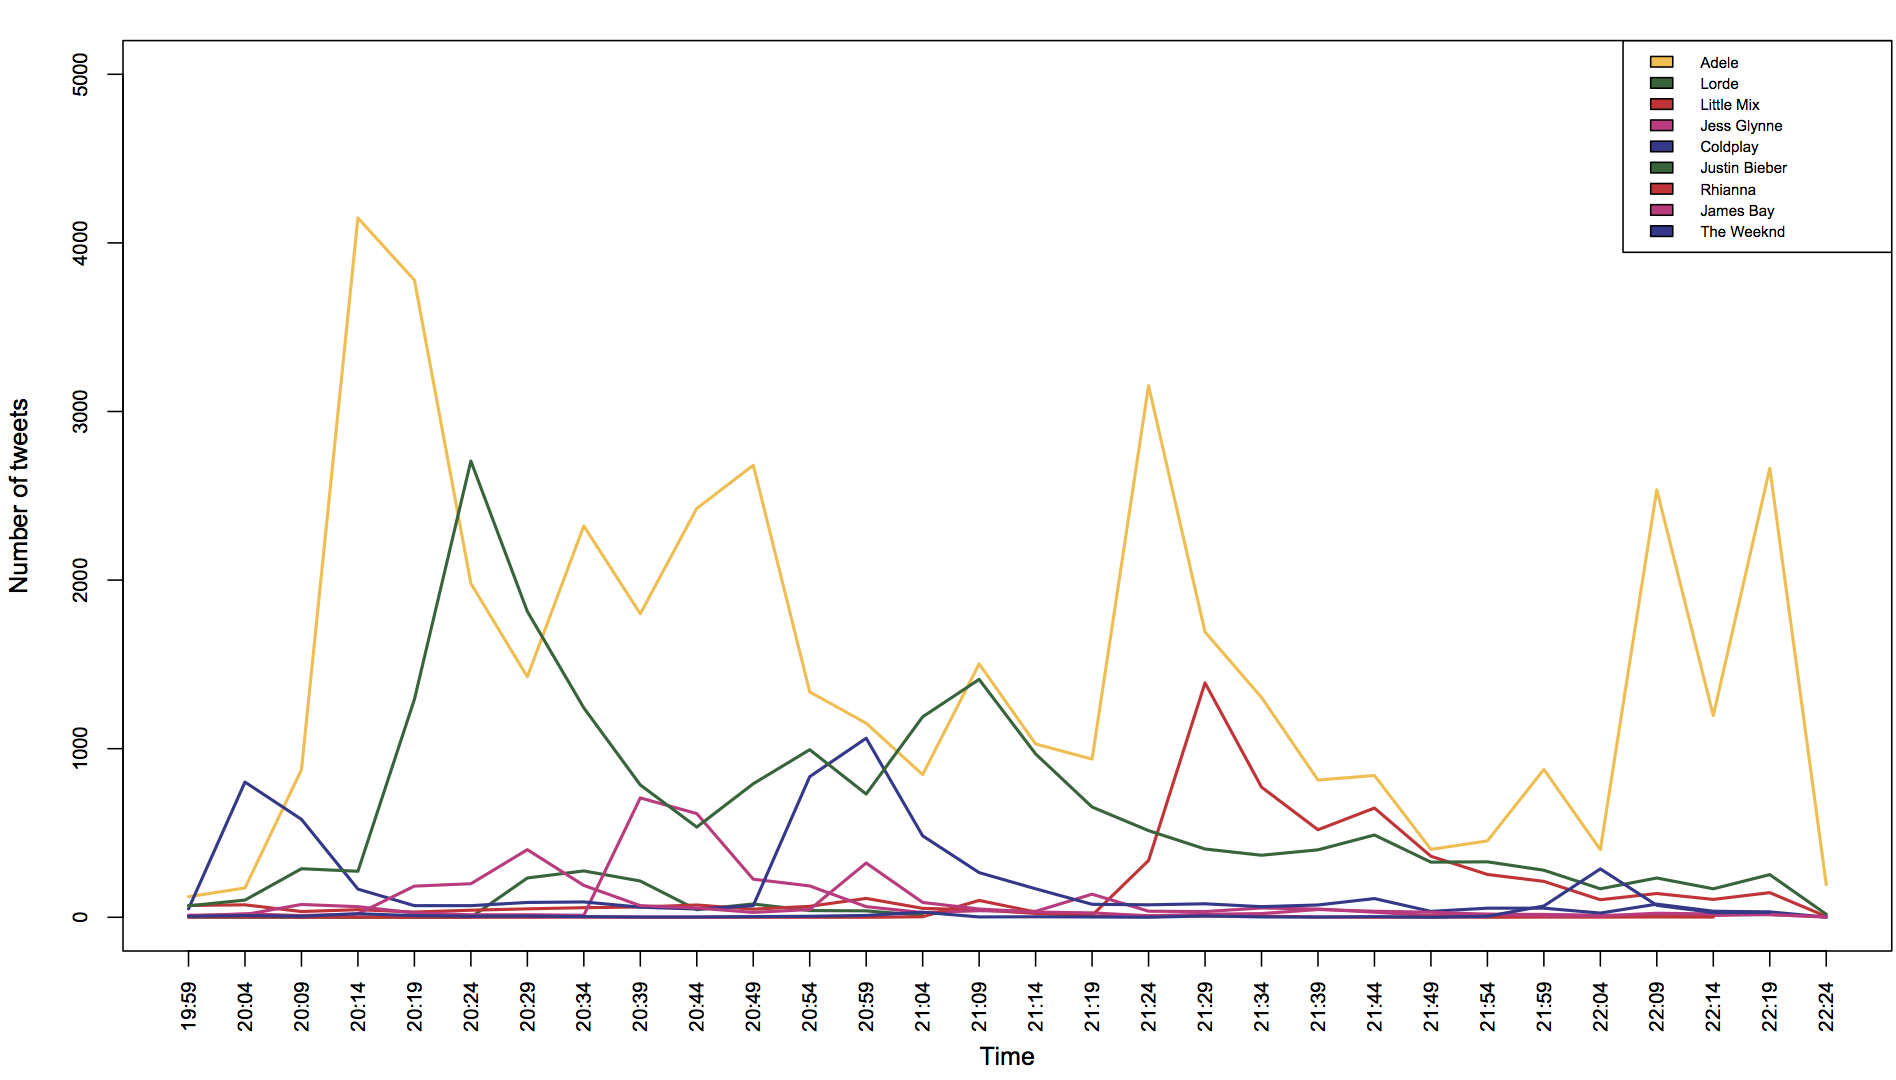 5000
4000
3000
2000
1000
0
Number of tweets
Adele
Lorde
Little Mix
Jess Glynne
Coldplay
Justin Bieber
Rhianna
James Bay
The Weeknd
19:59 20:04 20:09 20:14 20:19 20:24 20:29 20:34 20:39 20:44 20:49 20:54 20:59 21:04 21:09 21:14 21:19 21:24 21:29 21:34 21:39 21:44 21:49 21:54 21:59 22:04 22:09 22:14 22:19 22:24
Time